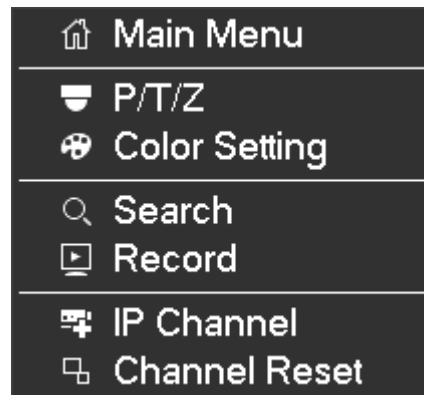 Main Menu
P/T/Z
Color Setting
Search
Record
IP Channel
Channel Reset